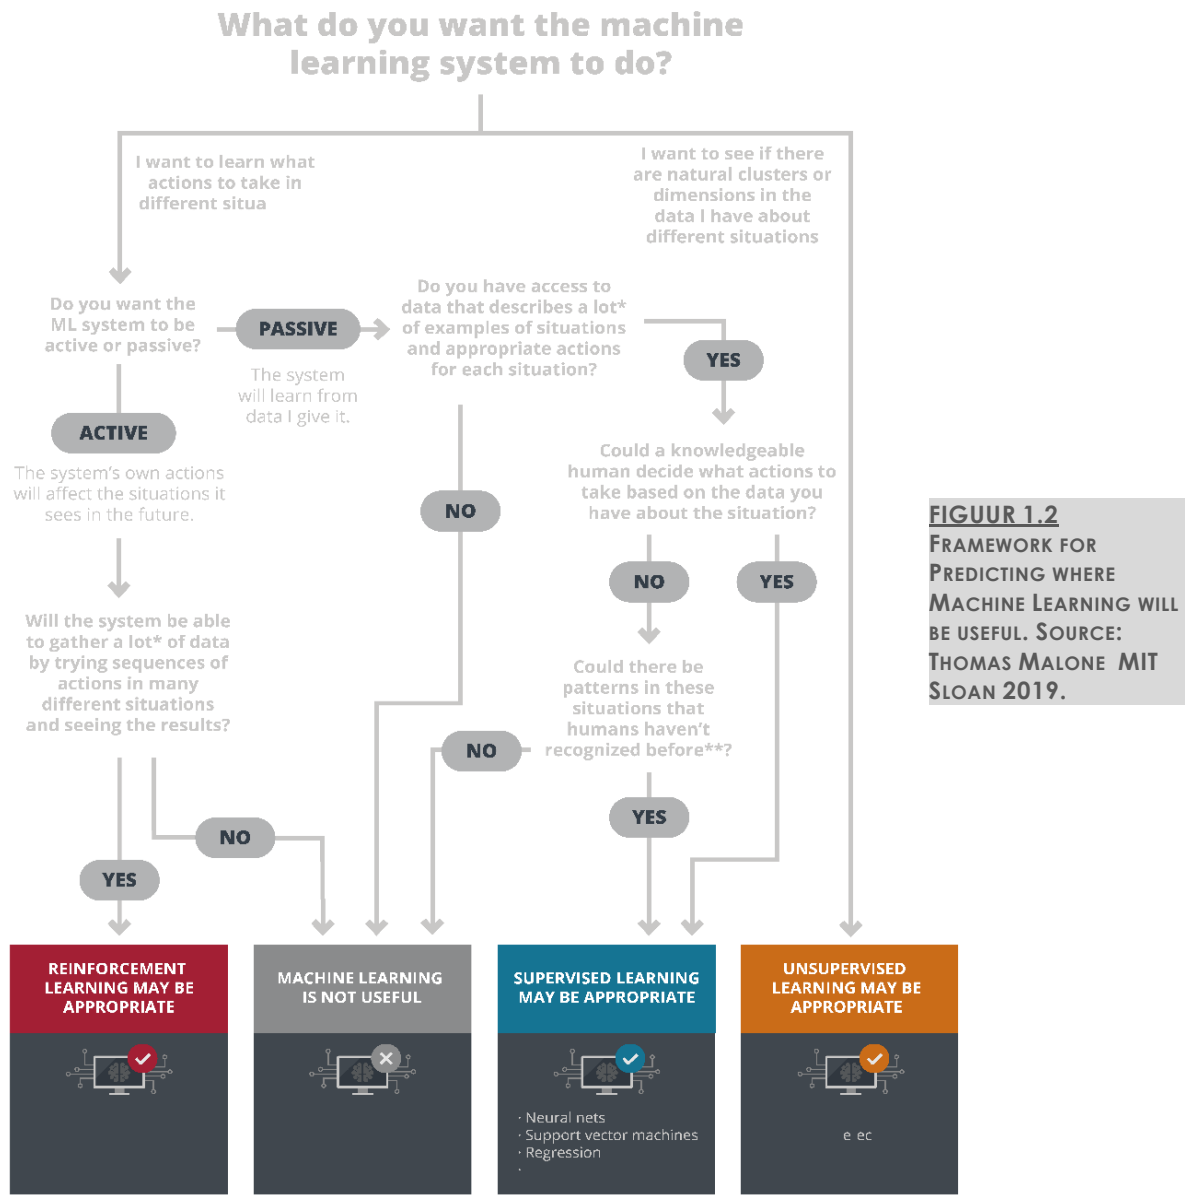 What do you want the machine
learning system to do?
I want to learn what
actions to take in
different situa
I want to see if there
are natural clusters or
dimensions in the
data I have about
different situations
Do you want the
ML system to be
active or passive?
PASSIVE
The system
will learn from
data I give it.
Do you have access to
data that describes a lot*
of examples of situations
and appropriate actions
for each situation?
YES
ACTIVE
The system's own actions
will affect the situations it
sees in the future.
NO
Could a knowledgeable
human decide what actions to
take based on the data you
have about the situation?
NO
YES
Will the system be able
to gather a lot* of data
by trying sequences of
actions in many
different situations
and seeing the results?
Could there be
patterns in these
situations that
humans haven't
recognized before**?
NO
YES
NO
YES
FIGUUR 1.2
FRAMEWORK FOR
PREDICTING WHERE
MACHINE LEARNING WILL
BE USEFUL. SOURCE:
THOMAS MALONE MIT
SLOAN 2019.
REINFORCEMENT
LEARNING MAY BE
APPROPRIATE
MACHINE LEARNING
IS NOT USEFUL
SUPERVISED LEARNING
MAY BE APPROPRIATE
· Neural nets
· Support vector machines
· Regression
·
UNSUPERVISED
LEARNING MAY BE
APPROPRIATE
e ec